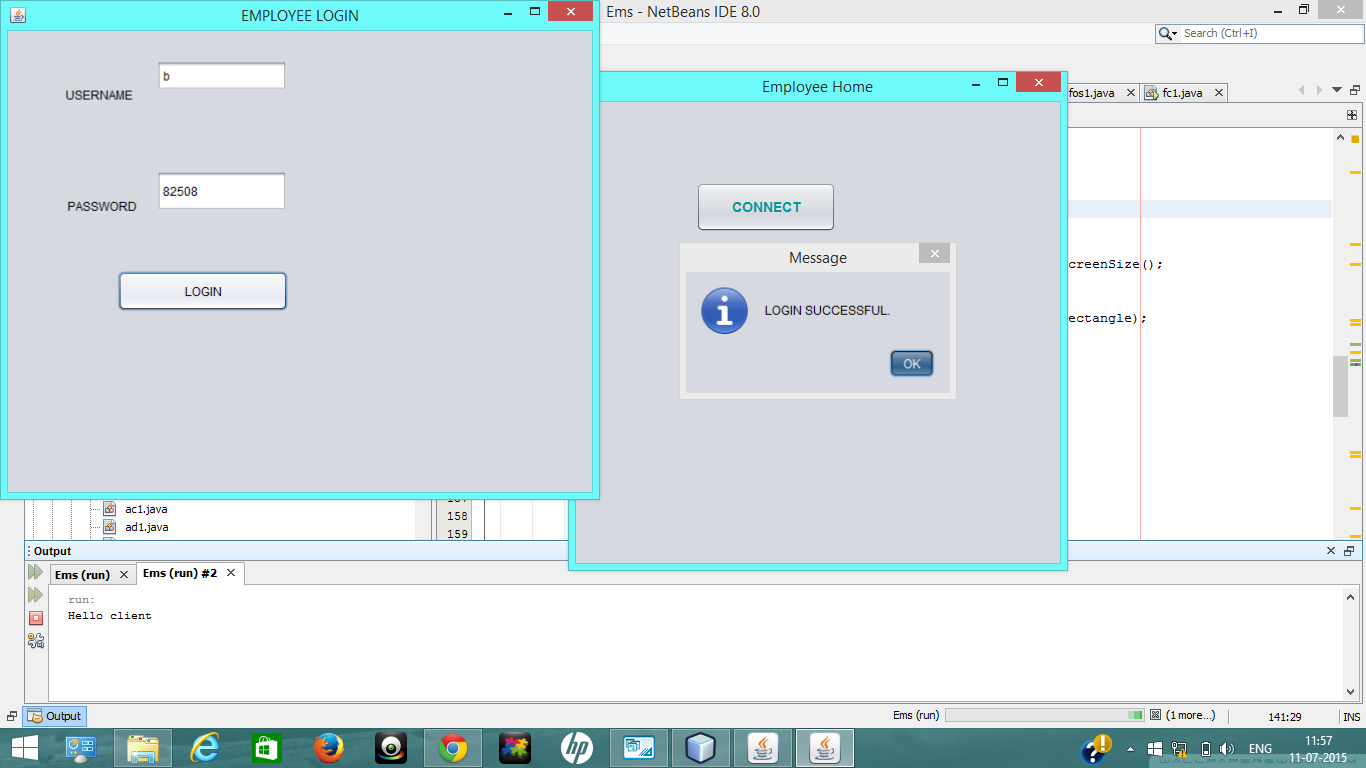 EMPLOYEE LOGIN
Ems - NetBeans IDE 8.0
Search (Ctrl+I)
USERNAME
b
PASSWORD
82508
LOGIN
Employee Home
fos1.java
fc1.java
CONNECT
Message
LOGIN SUCCESSFUL.
OK
creenSize();
ectangle);
ac1.java
ad1.java
158
159
Output
Ems (run)
Ems (run) #2
run:
Hello client
Output
Ems (run)
(1 more...)
141:29
INS
hp
ENG
11:57
11-07-2015